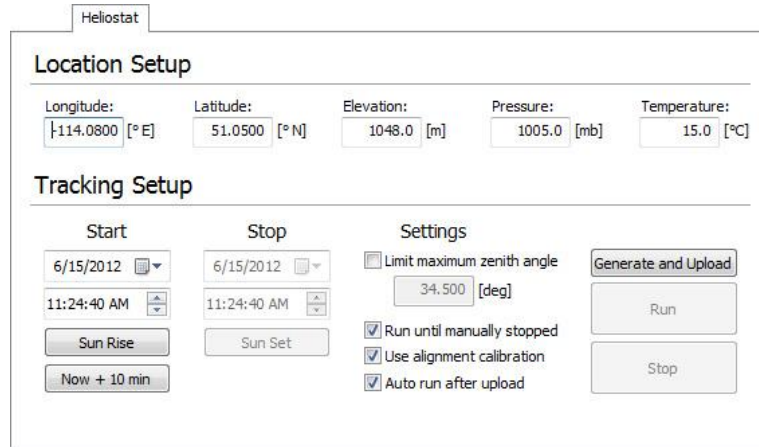 Heliostat
Location Setup
Longitude: Latitude: Elevation: Pressure: Temperature:
-114.0800 [° E] 51.0500 [° N] 1048.0 [m] 1005.0 [mb] 15.0 [°C]
Tracking Setup
Start Stop Settings
6/15/2012 6/15/2012 Limit maximum zenith angle Generate and Upload
34.500 [deg]
11:24:40 AM 11:24:40 AM Run
Run until manually stopped
Sun Rise Sun Set
Use alignment calibration
Stop
Now + 10 min Auto run after upload